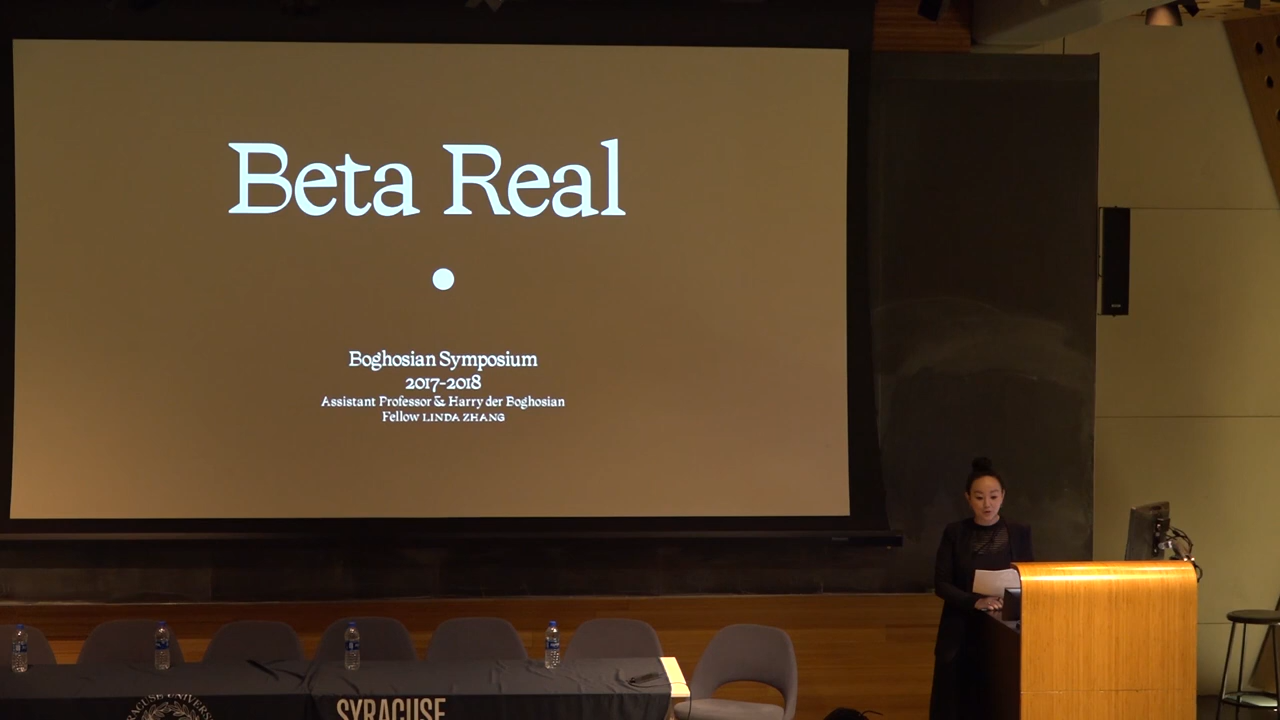 Beta Real
Boghosian Symposium
2017-2018
Assistant Professor & Harry der Boghosian
Fellow LINDA ZHANG
SYRACUSE